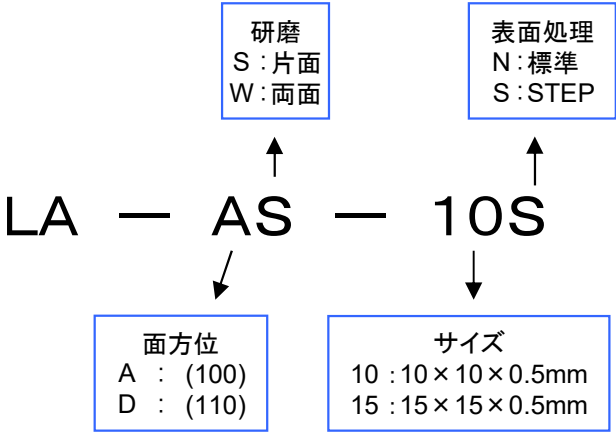 研磨
S：片面
W：両面
表面処理
N：標準
S：STEP
LA － AS － 10S
面方位
A ： (100)
D ： (110)
サイズ
10：10×10×0.5mm
15：15×15×0.5mm